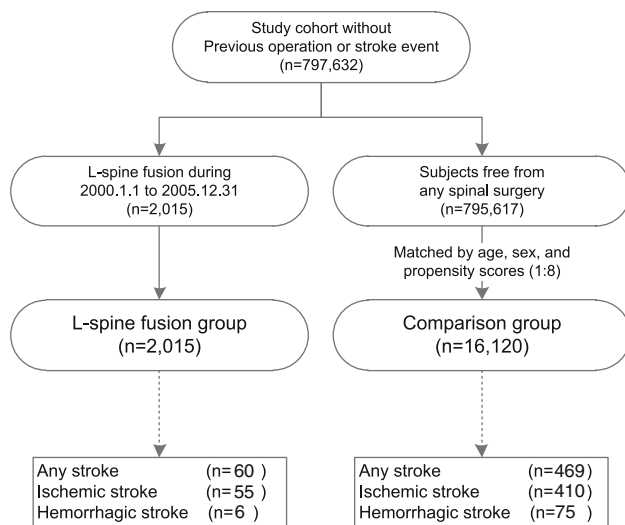 Study cohort without
Previous operation or stroke event
(n=797,632)
L-spine fusion during
2000.1.1 to 2005.12.31
(n=2,015)
Subjects free from
any spinal surgery
(n=795,617)
Matched by age, sex, and
propensity scores (1:8)
L-spine fusion group
(n=2,015)
Comparison group
(n=16,120)
Any stroke (n=60 )
Ischemic stroke (n=55 )
Hemorrhagic stroke (n=6 )
Any stroke (n=469)
Ischemic stroke (n=410)
Hemorrhagic stroke (n=75 )